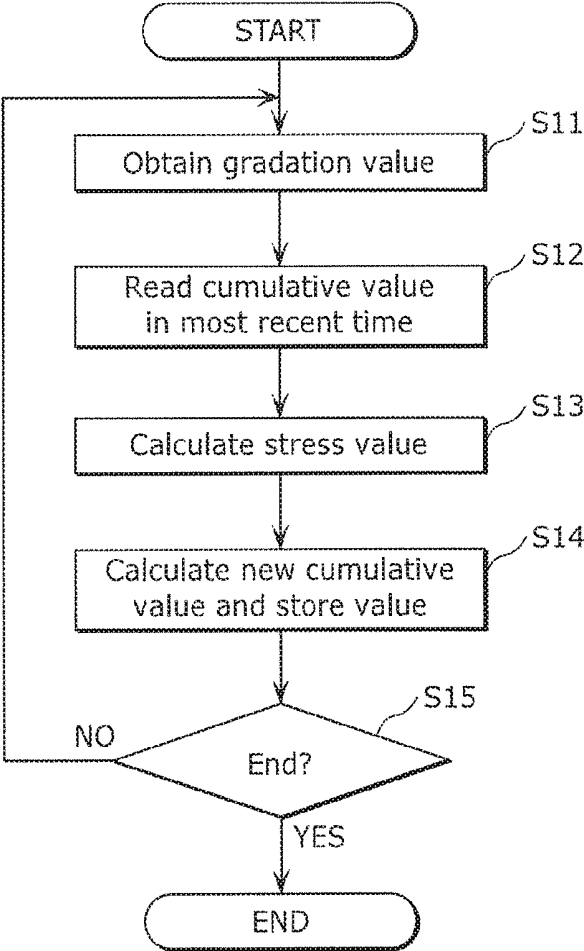 START
S11
Obtain gradation value
S12
Read cumulative value
in most recent time
S13
Calculate stress value
S14
Calculate new cumulative
value and store value
S15
NO
End?
YES
END